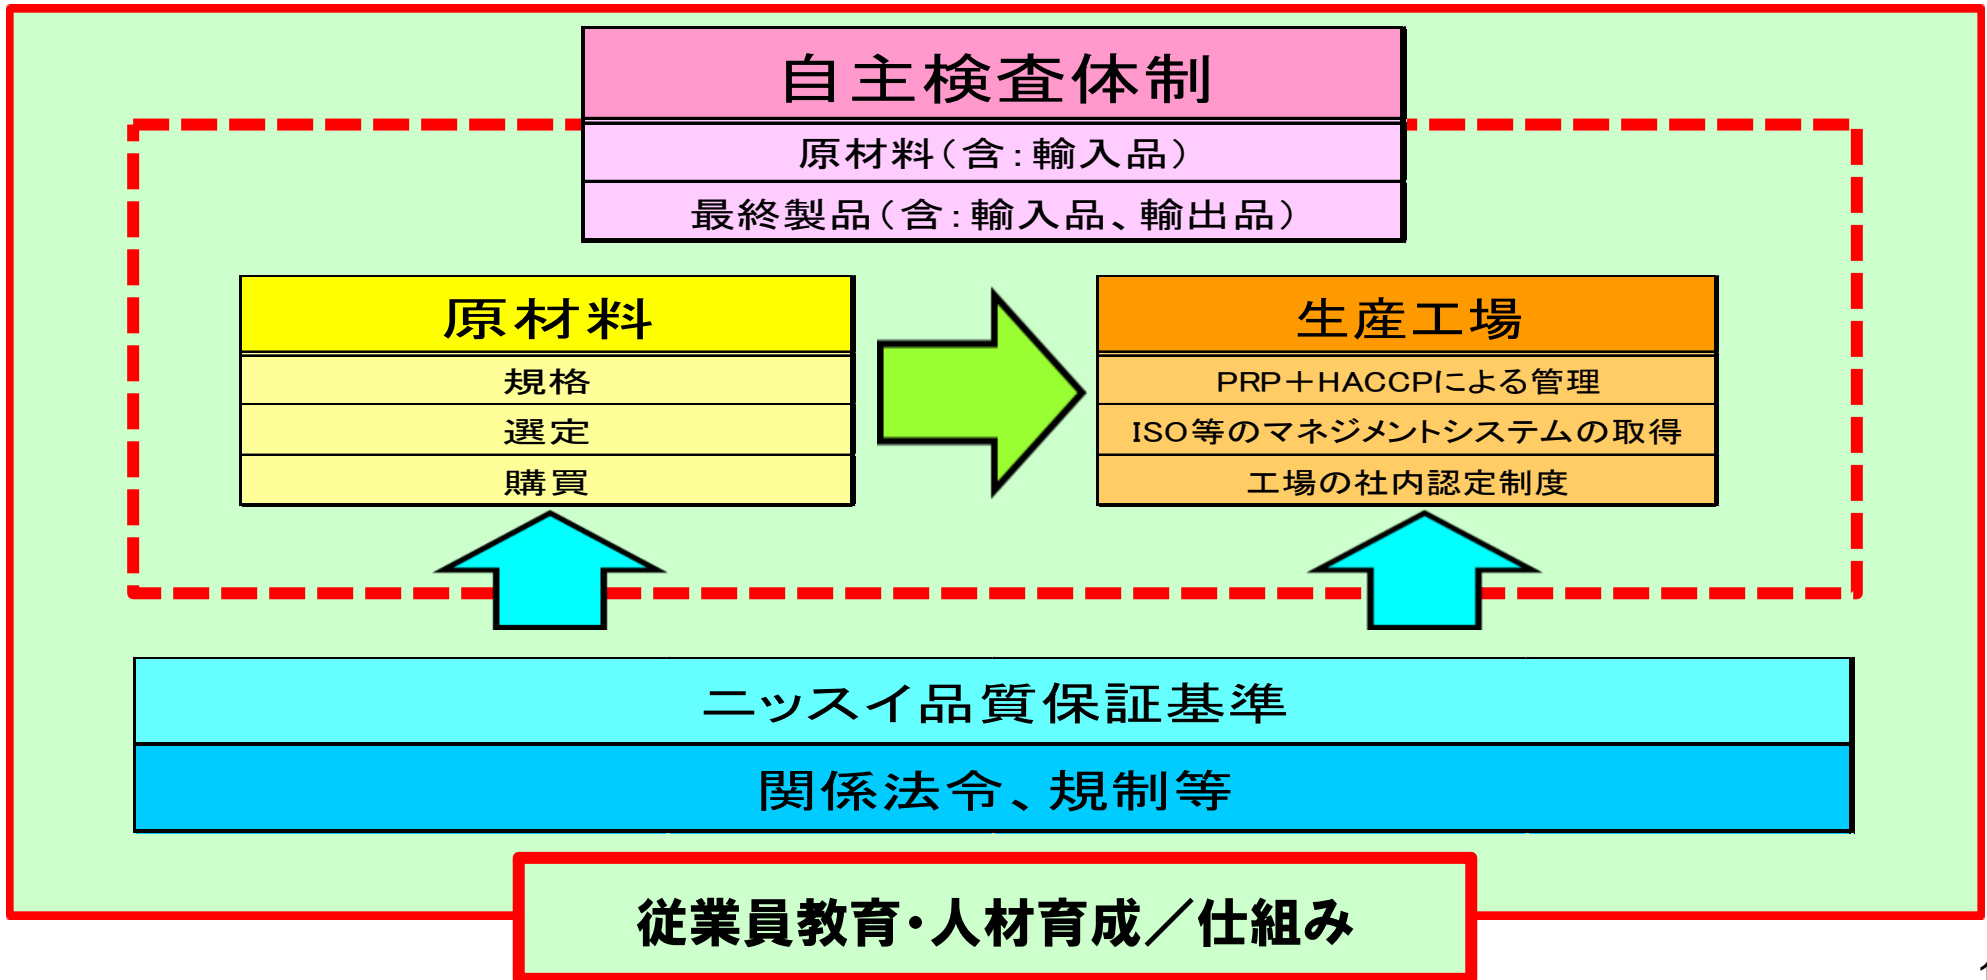 自主検査体制
原材料(含:輸入品)
最終製品(含:輸入品、輸出品)
原材料
規格
選定
購買
生産工場
PRP+HACCPによる管理
ISO等のマネジメントシステムの取得
工場の社内認定制度
ニッスイ品質保証基準
関係法令、規制等
従業員教育・人材育成/仕組み